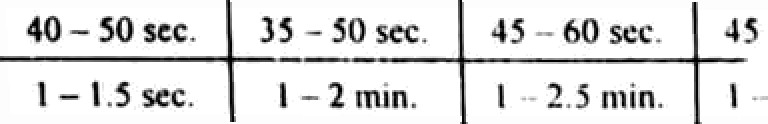 40 – 50 sec. 35 – 50 sec. 45 – 60 sec. 45
1 – 1.5 sec. 1 – 2 min. 1 – 2.5 min. 1 –